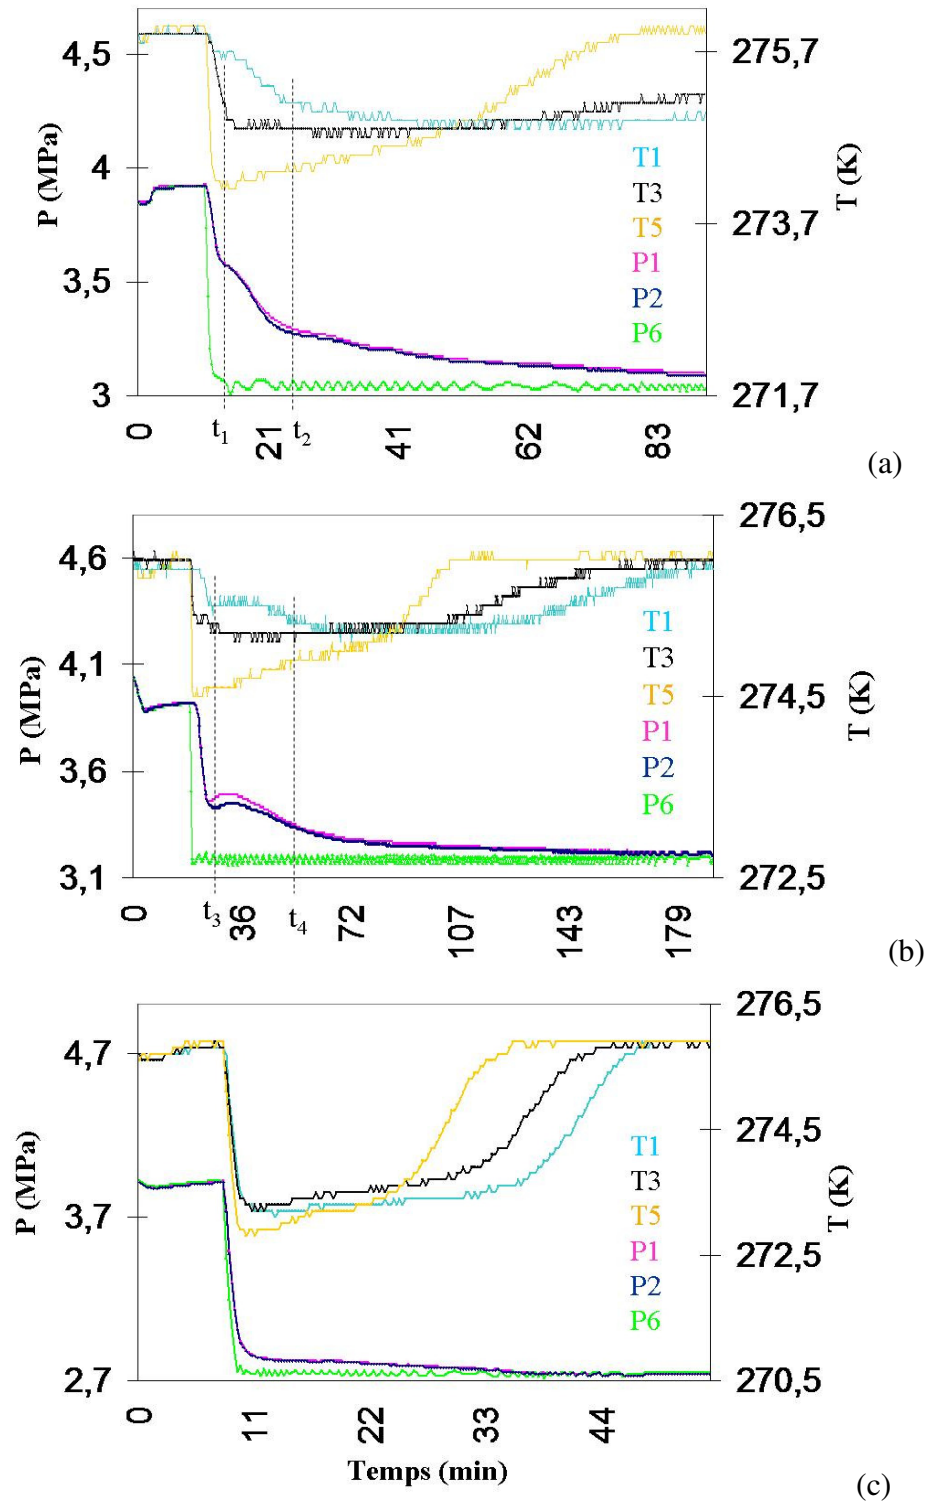 4,5
4
3,5
3
P (MPa)
275,7
273,7
271,7
T (K)
T1
T3
T5
P1
P2
P6
0
t1
21
t2
41
62
83
(a)
4,6
4,1
3,6
3,1
P (MPa)
276,5
274,5
272,5
T (K)
T1
T3
T5
P1
P2
P6
0
t3
36
t4
72
107
143
179
(b)
4,7
3,7
2,7
P (MPa)
276,5
274,5
272,5
270,5
T (K)
T1
T3
T5
P1
P2
P6
0
11
22
33
44
Temps (min)
(c)